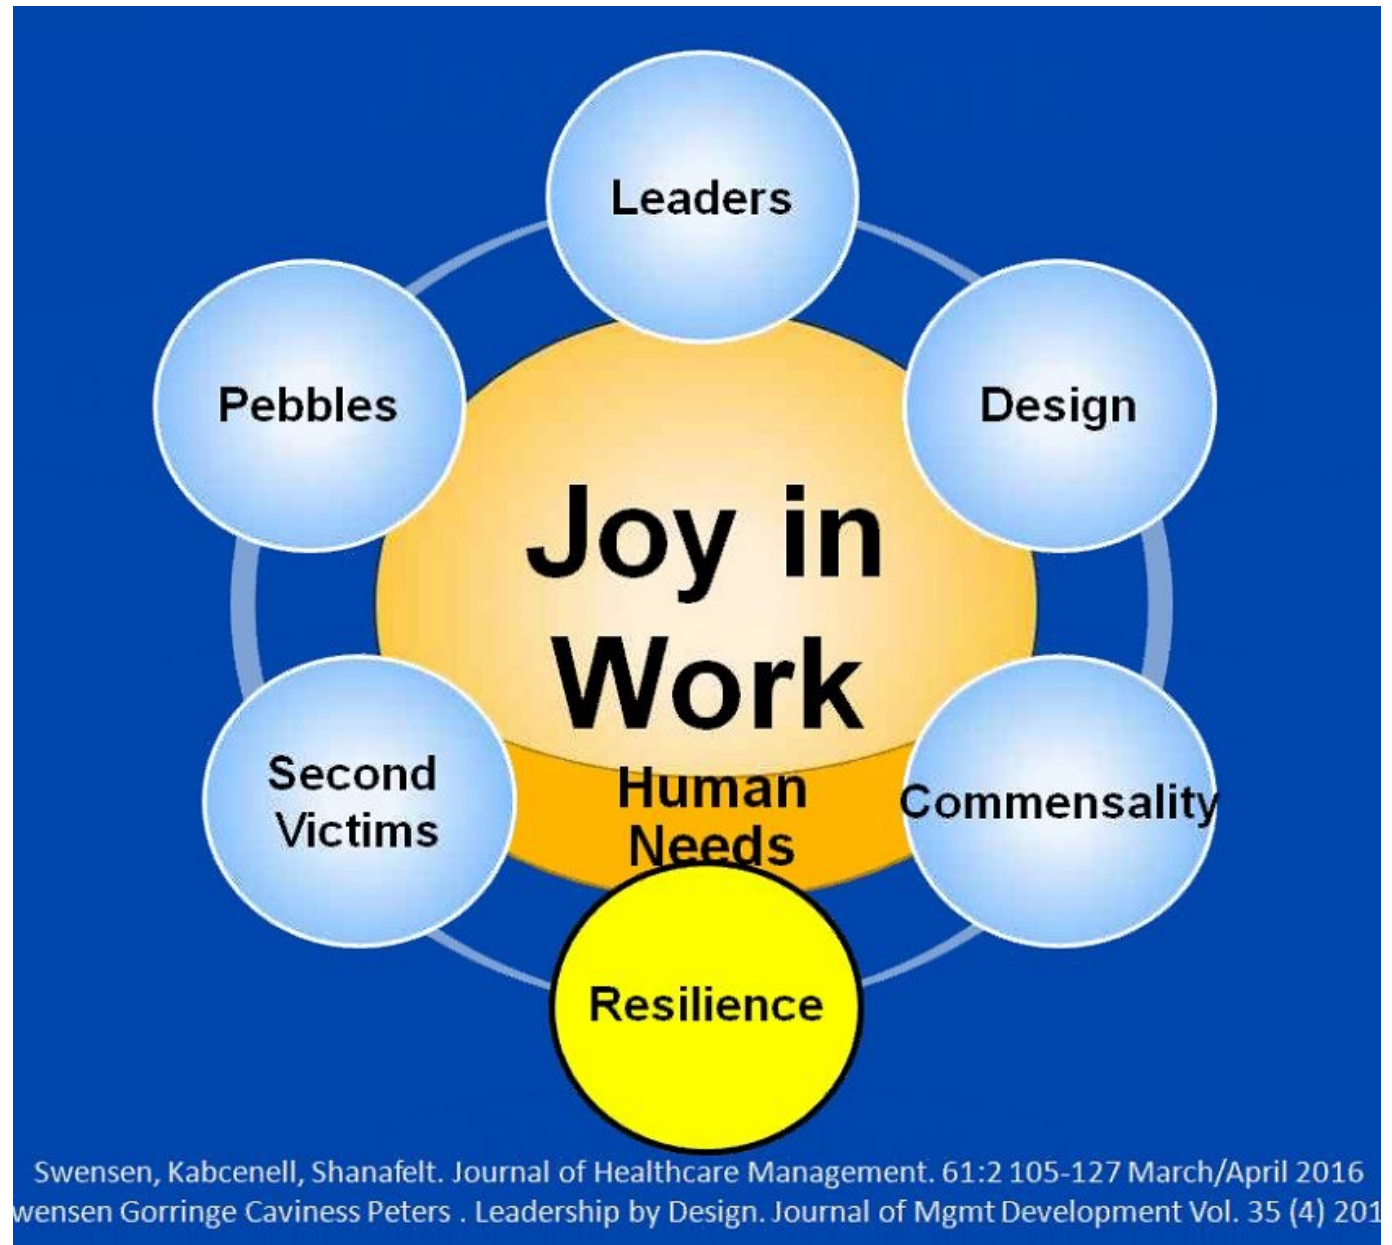 Leaders
Pebbles
Design
Joy in
Work
Second
Victims
Human
Needs
Commensality
Resilience
Swensen, Kabcenell, Shanafelt. Journal of Healthcare Management. 61:2 105-127 March/April 2016
wensen Gorringe Caviness Peters . Leadership by Design. Journal of Mgmt Development Vol. 35 (4) 201